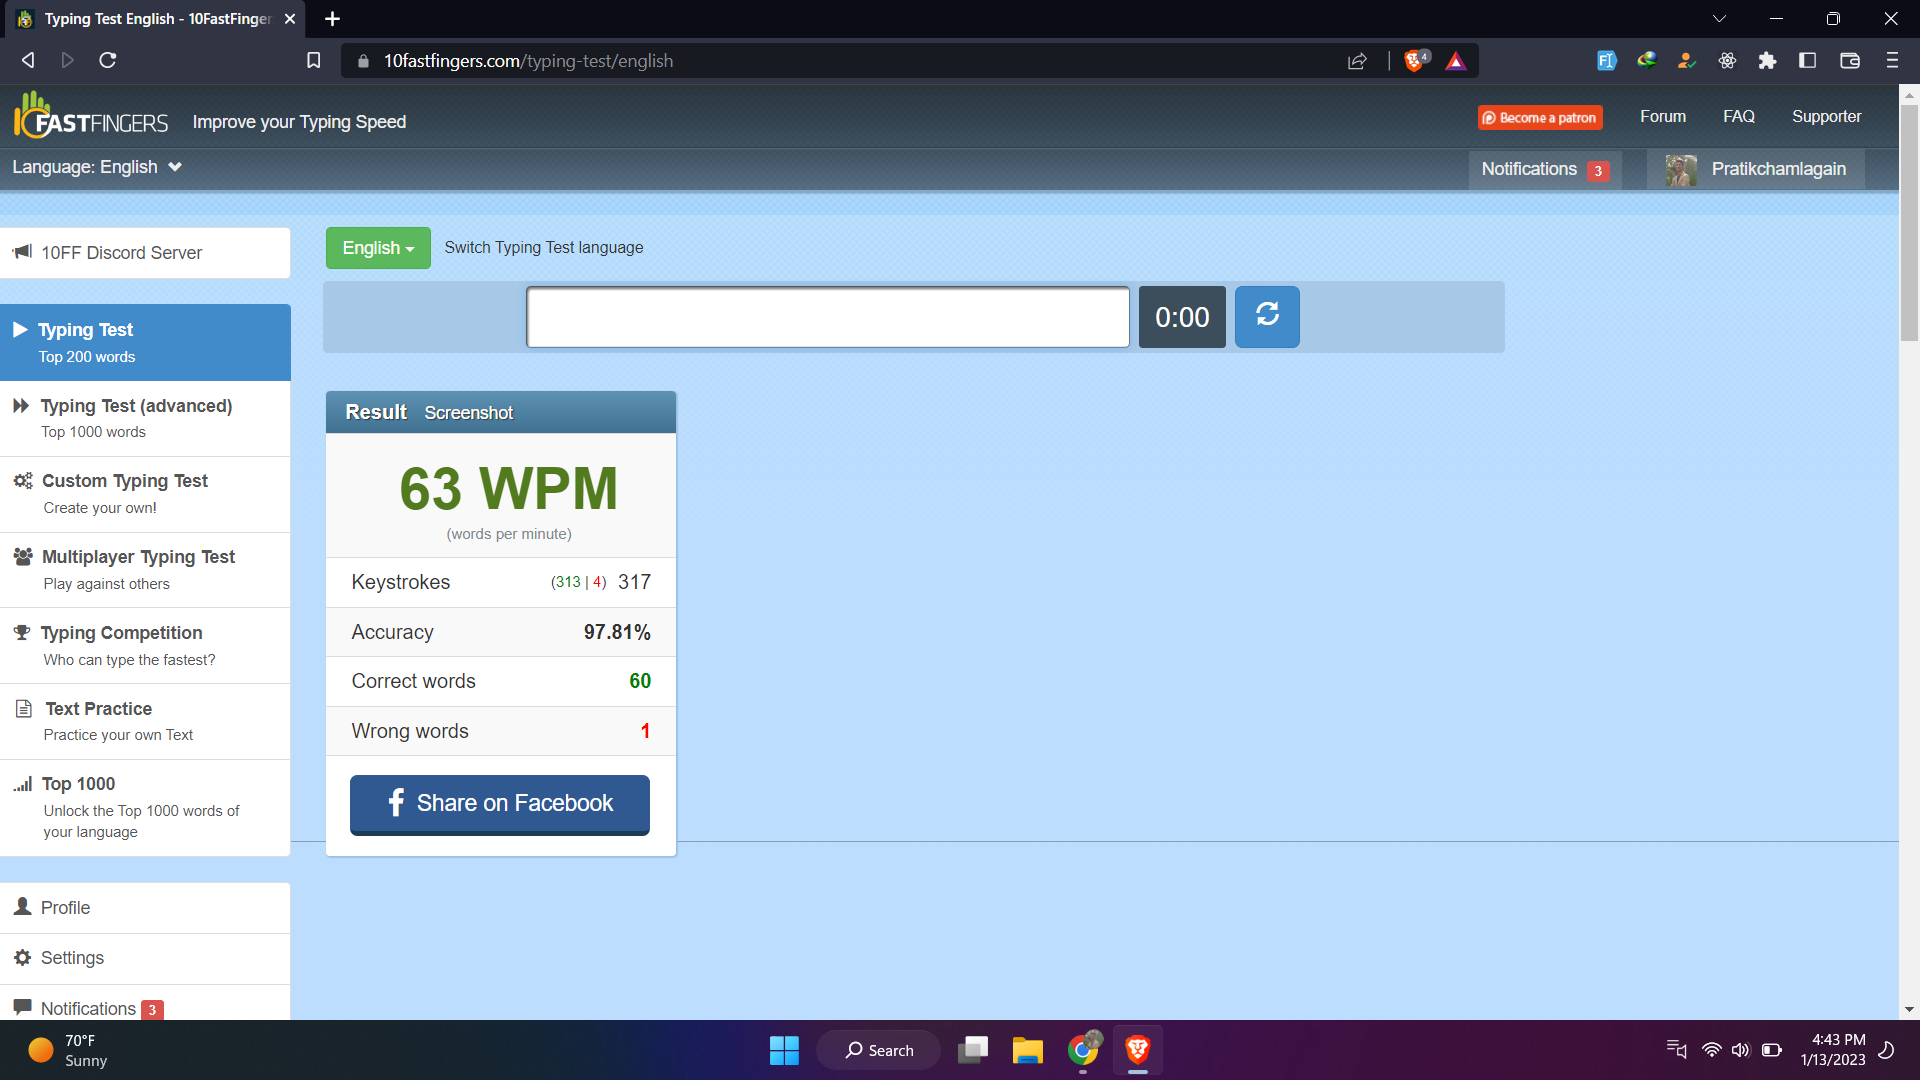 Typing Test English - 10FastFinger
10fastfingers.com/typing-test/english
4
FASTFINGERS
Improve your Typing Speed
Become a patron
Forum
FAQ
Supporter
Language: English
Notifications 3
Pratikchamlagain
10FF Discord Server
English
Switch Typing Test language
0:00
Typing Test
Top 200 words
Typing Test (advanced)
Top 1000 words
Custom Typing Test
Create your own!
Multiplayer Typing Test
Play against others
Typing Competition
Who can type the fastest?
Text Practice
Practice your own Text
Top 1000
Unlock the Top 1000 words of
your language
Profile
Settings
Notifications 3
Result Screenshot
63 WPM
(words per minute)
Keystrokes (313 | 4) 317
Accuracy 97.81%
Correct words 60
Wrong words 1
Share on Facebook
70°F
Sunny
Search
4:43 PM
1/13/2023